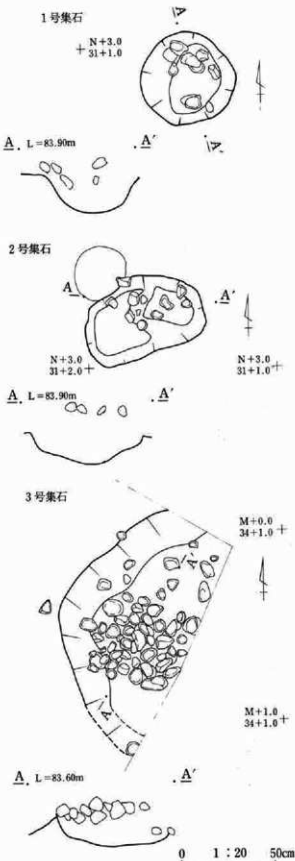 1号集石
A.
N+3.0
31+1.0
.A′
A. L=83.90m .A′
2号集石
A.
.A′
N+3.0
31+2.0
N+3.0
31+1.0
A. L=83.90m .A′
3号集石
M+0.0
34+1.0
A′
M+1.0
34+1.0
A.
A. L=83.60m .A′
0 1:20 50cm